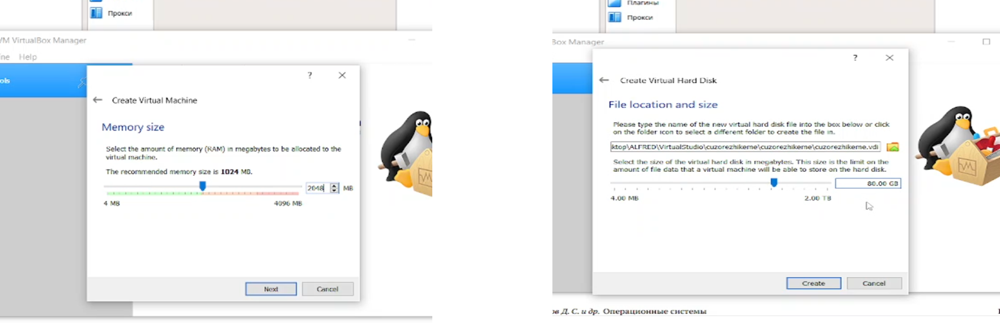 Прокси
VM VirtualBox Manager
ine Help
ols
?
Create Virtual Machine
Memory size
Select the amount of memory (RAM) in megabytes to be allocated to the
virtual machine.
The recommended memory size is 1024 MB.
2048 MB
4 MB 4096 MB
Next Cancel
Плагины
Прокси
Box Manager
?
Create Virtual Hard Disk
File location and size
Please type the name of the new virtual hard disk file into the box below or click
on the folder icon to select a different folder to create the file in.
ktop\ALFRED\VirtualStudio\cuzorezhikeme\cuzorezhikeme\cuzorezhikeme.vdi
Select the size of the virtual hard disk in megabytes. This size is the limit on the
amount of file data that a virtual machine will be able to store on the hard disk.
80.00 GB
4.00 MB 2.00 TB
Create Cancel
ов Д. С. и др. Операционные системы